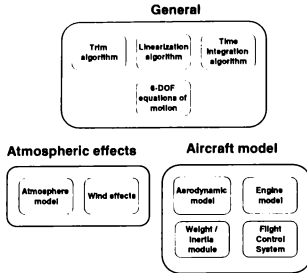 General
Trim
algorithm
Linearization
algorithm
Time
integration
algorithm
6-DOF
equations of
motion
Atmospheric effects
Atmosphere
model
Wind effects
Aircraft model
Aerodynamic
model
Engine
model
Weight /
Inertia
module
Flight
Control
System